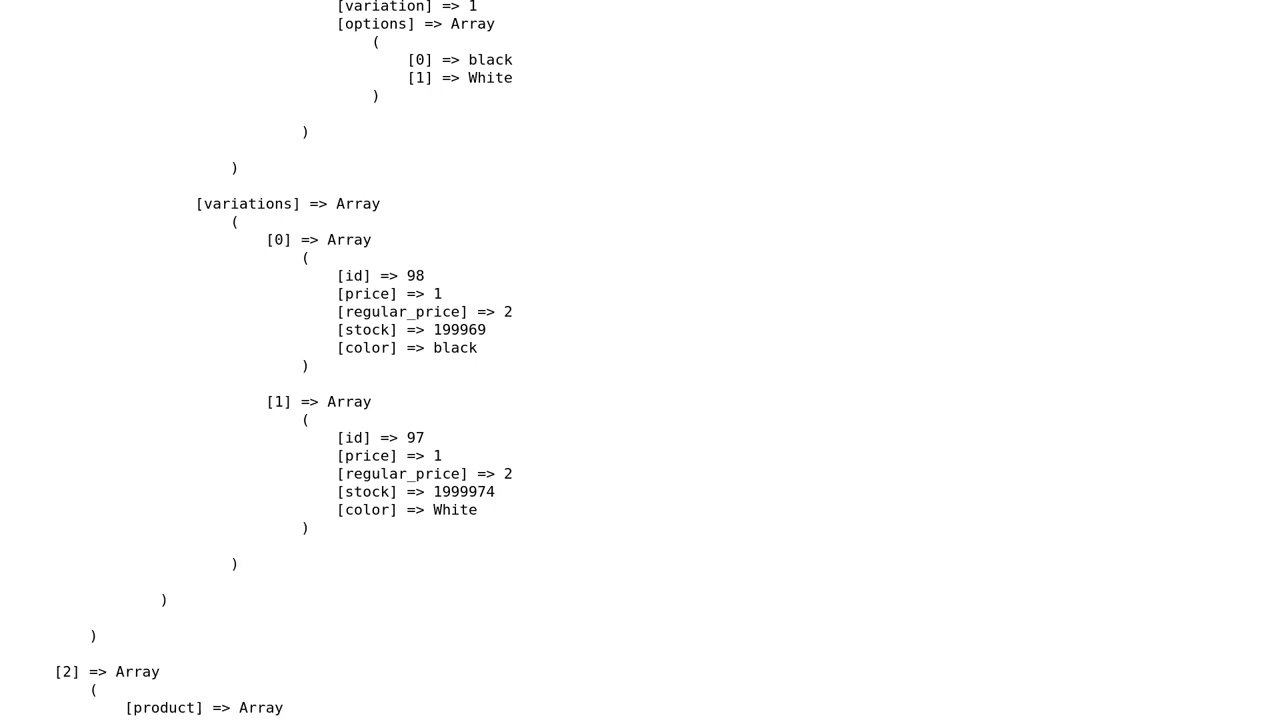 [variation] => 1
[options] => Array
(
[0] => black
[1] => White
)
)
)
[variations] => Array
(
[0] => Array
(
[id] => 98
[price] => 1
[regular_price] => 2
[stock] => 199969
[color] => black
)
[1] => Array
(
[id] => 97
[price] => 1
[regular_price] => 2
[stock] => 1999974
[color] => White
)
)
)
)
[2] => Array
(
[product] => Array